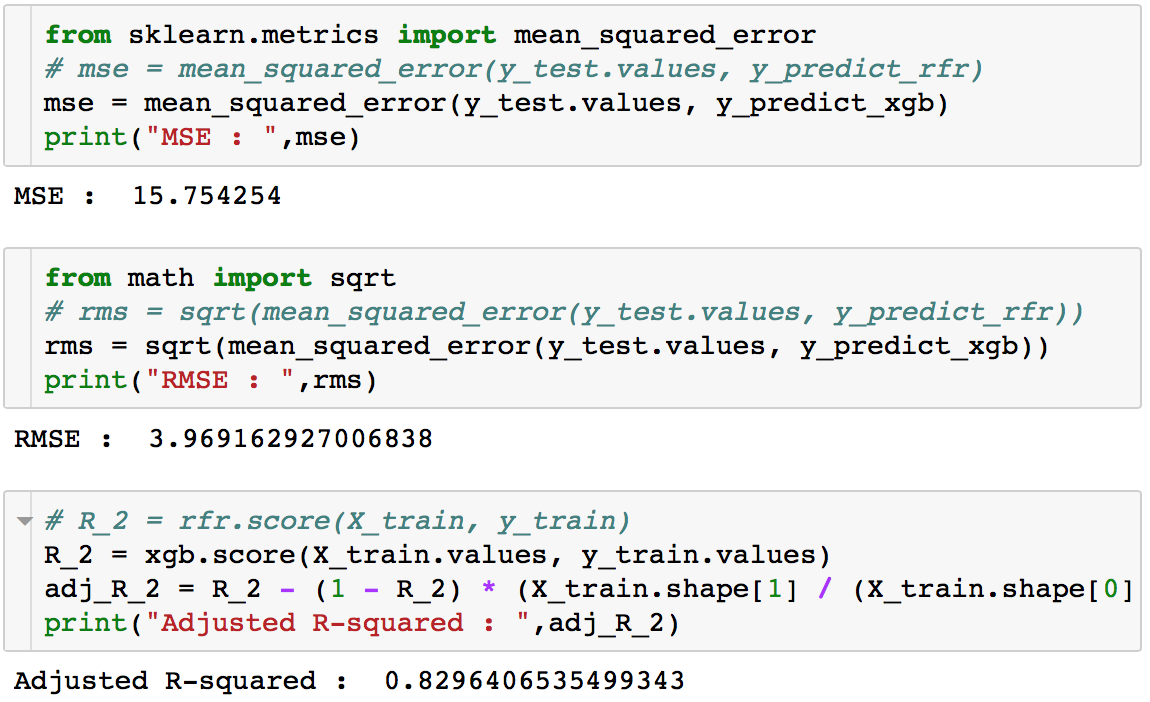 from sklearn.metrics import mean_squared_error
# mse = mean_squared_error(y_test.values, y_predict_rfr)
mse = mean_squared_error(y_test.values, y_predict_xgb)
print("MSE : ",mse)
MSE :  15.754254
from math import sqrt
# rms = sqrt(mean_squared_error(y_test.values, y_predict_rfr))
rms = sqrt(mean_squared_error(y_test.values, y_predict_xgb))
print("RMSE : ",rms)
RMSE :  3.969162927006838
# R_2 = rfr.score(X_train, y_train)
R_2 = xgb.score(X_train.values, y_train.values)
adj_R_2 = R_2 - (1 - R_2) * (X_train.shape[1] / (X_train.shape[0]
print("Adjusted R-squared : ",adj_R_2)
Adjusted R-squared :  0.8296406535499343